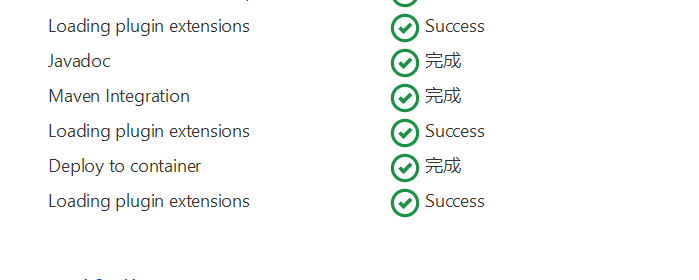 Loading plugin extensions Success
Javadoc 完成
Maven Integration 完成
Loading plugin extensions Success
Deploy to container 完成
Loading plugin extensions Success